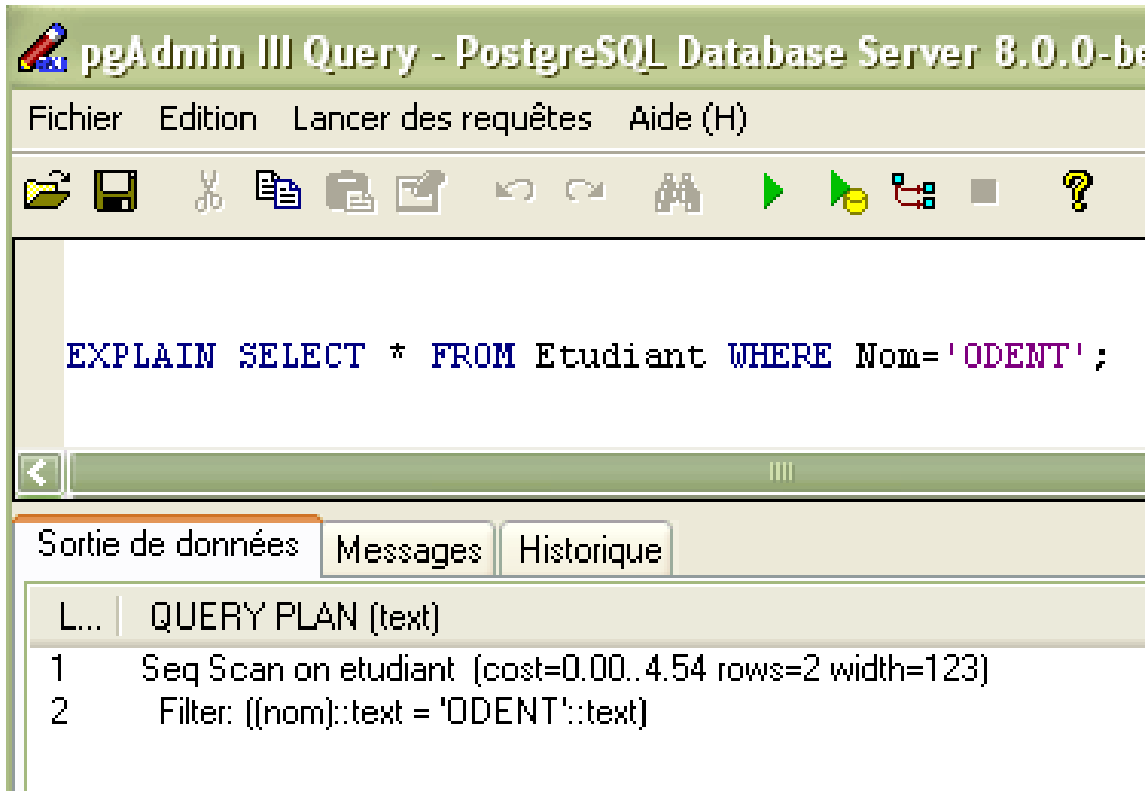 pgAdmin III Query - PostgreSQL Database Server 8.0.0-be
Fichier Edition Lancer des requêtes Aide (H)
EXPLAIN SELECT * FROM Etudiant WHERE Nom='ODENT';
Sortie de données Messages Historique
L... QUERY PLAN (text)
1 Seq Scan on etudiant (cost=0.00..4.54 rows=2 width=123)
2 Filter: ((nom)::text = 'ODENT'::text)